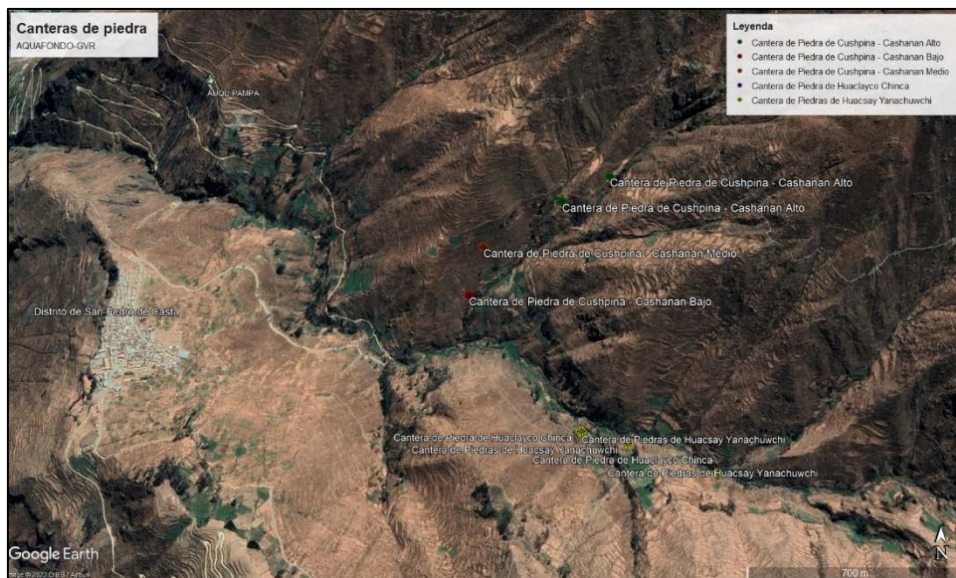 Canteras de piedra
AQUAFONDO-GVR
Leyenda
Cantera de Piedra de Cushpina - Cashanan Alto
Cantera de Piedra de Cushpina - Cashanan Bajo
Cantera de Piedra de Cushpina - Cashanan Medio
Cantera de Piedra de Huaclayco Chinca
Cantera de Piedras de Huacsay Yanachuwchi
AUQU PAMPA
Cantera de Piedra de Cushpina - Cashanan Alto
Cantera de Piedra de Cushpina - Cashanan Alto
Cantera de Piedra de Cushpina - Cashanan Medio
Cantera de Piedra de Cushpina - Cashanan Bajo
Distrito de San Pedro de Casta
Cantera de Piedra de Huaclayco Chinca
Cantera de Piedras de Huacsay Yanachuwchi
Cantera de Piedras de Huacsay Yanachuwchi
Cantera de Piedra de Huaclayco Chinca
Cantera de Piedras de Huacsay Yanachuwchi
Google Earth
Image © 2022 CNES / Airbus
700 m
N